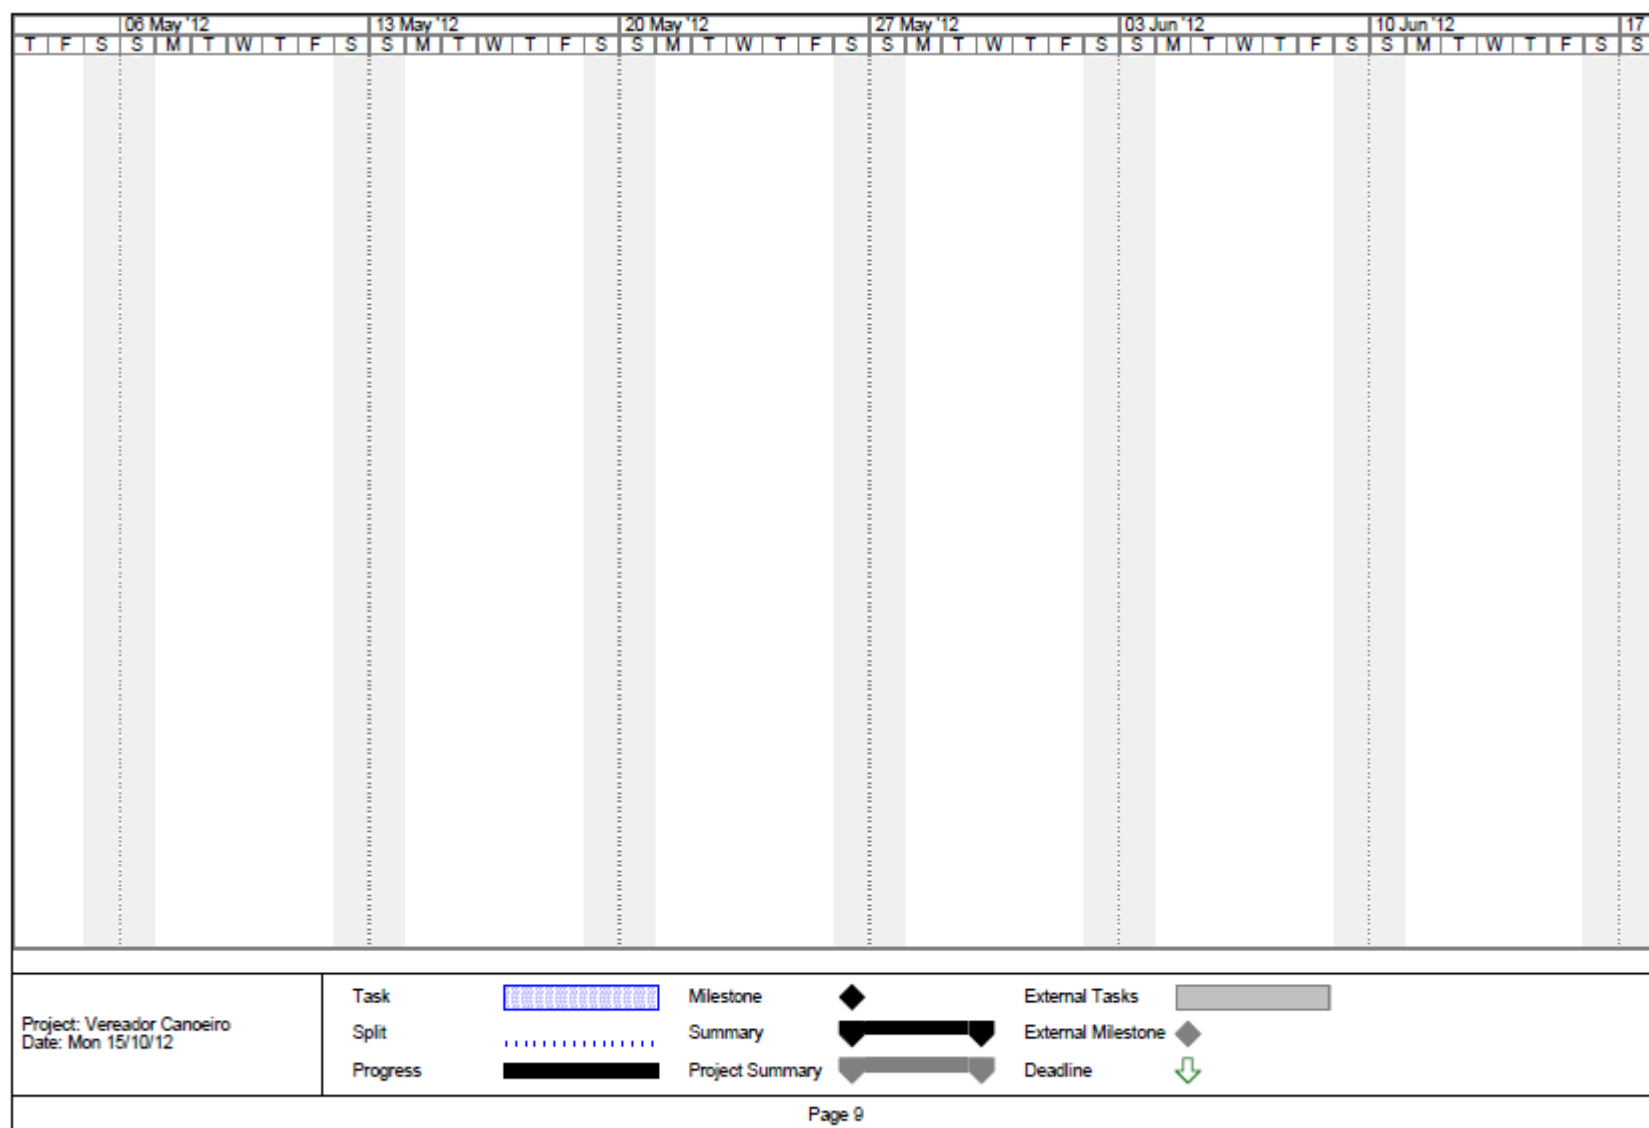 06 May '12 13 May '12 20 May '12 27 May '12 03 Jun '12 10 Jun '12 17
T F S S M T W T F S S M T W T F S S M T W T F S S M T W T F S S M T W T F S S M T W T F S S
Task Milestone External Tasks
Project: Vereador Canoeiro
Date: Mon 15/10/12
Split Summary External Milestone
Progress Project Summary Deadline
Page 9